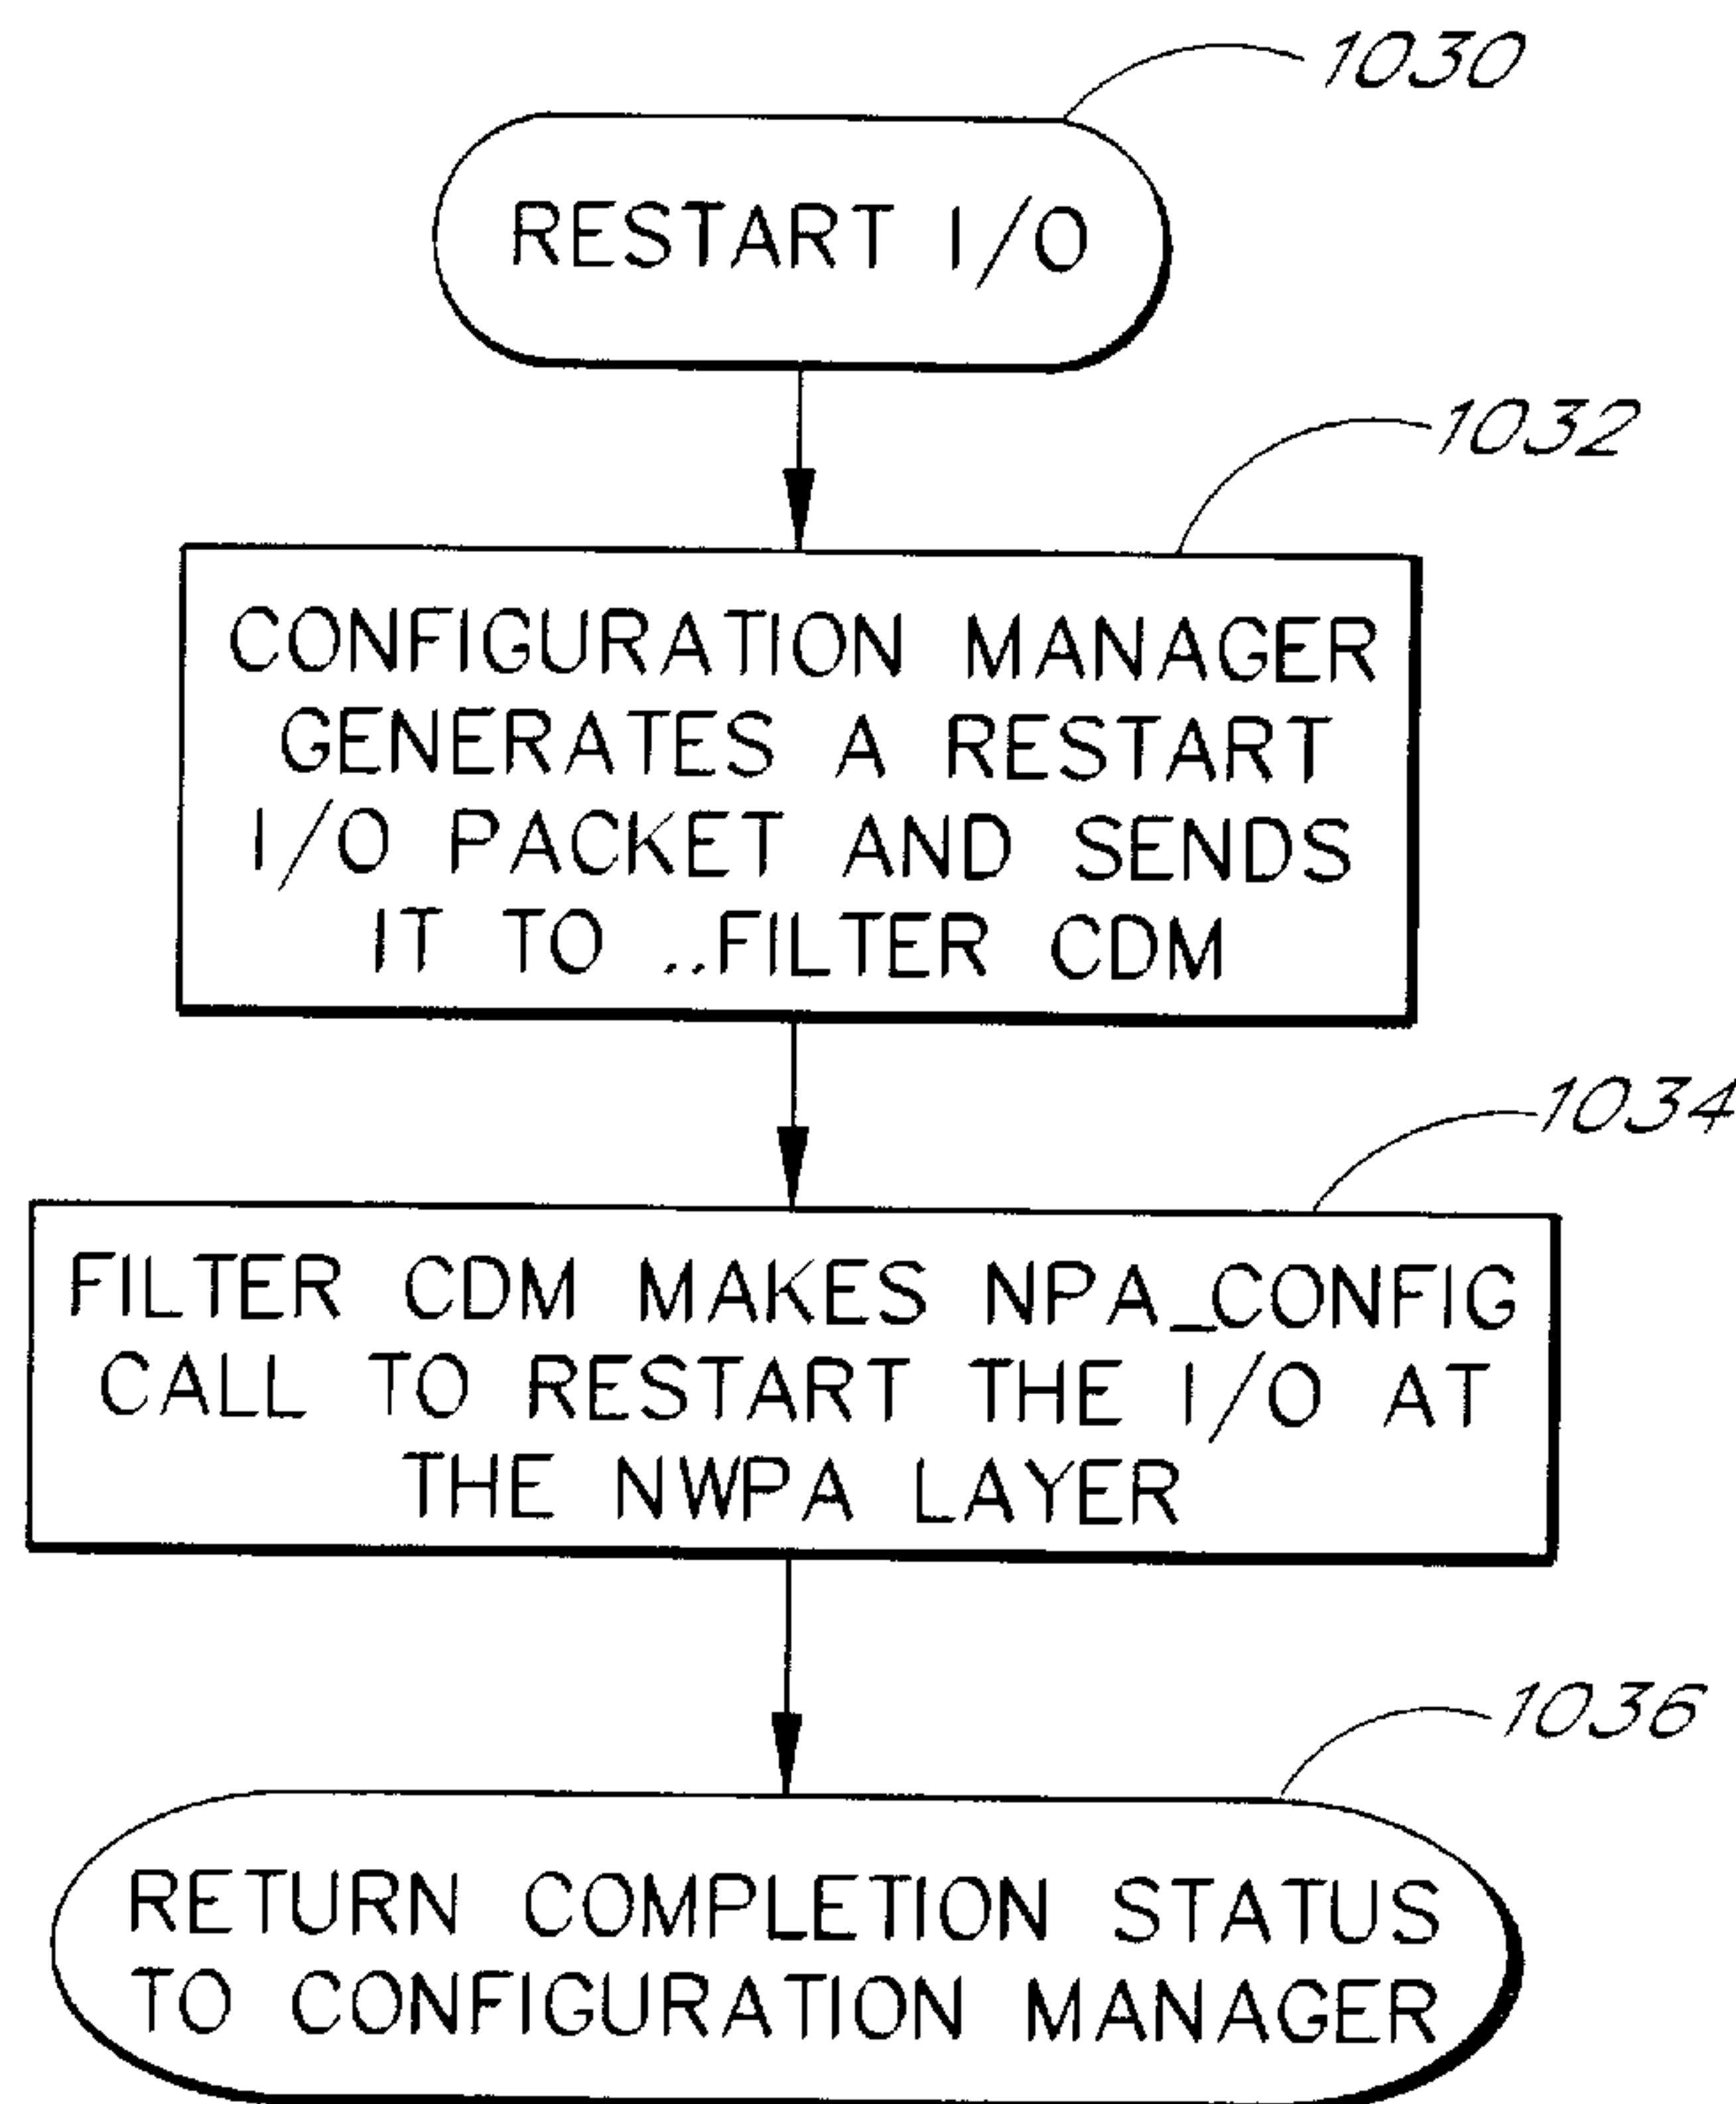 1030
RESTART I/O
1032
CONFIGURATION MANAGER
GENERATES A RESTART
I/O PACKET AND SENDS
IT TO ..FILTER CDM
1034
FILTER CDM MAKES NPA_CONFIG
CALL TO RESTART THE I/O AT
THE NWPA LAYER
1036
RETURN COMPLETION STATUS
TO CONFIGURATION MANAGER